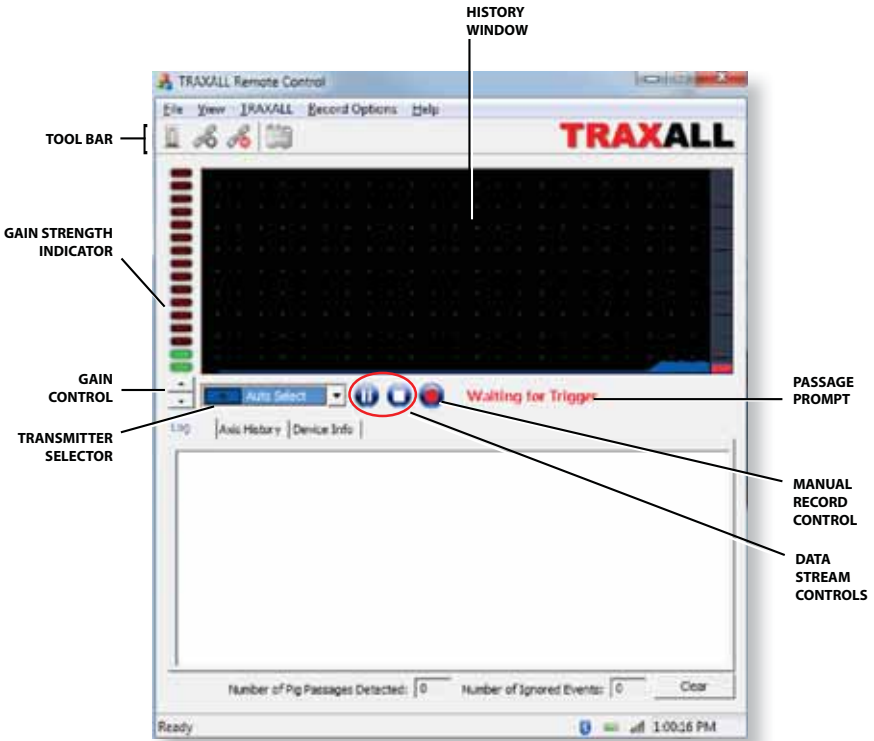 HISTORY
WINDOW
TRAXALL Remote Control
File View TRAXALL Record Options Help
TOOL BAR
TRAXALL
GAIN STRENGTH
INDICATOR
GAIN
CONTROL
Auto Select
Waiting for Trigger
PASSAGE
PROMPT
TRANSMITTER
SELECTOR
Log Axis History Device Info
MANUAL
RECORD
CONTROL
DATA
STREAM
CONTROLS
Number of Pig Passages Detected: 0 Number of Ignored Events: 0 Clear
Ready 1:00:16 PM